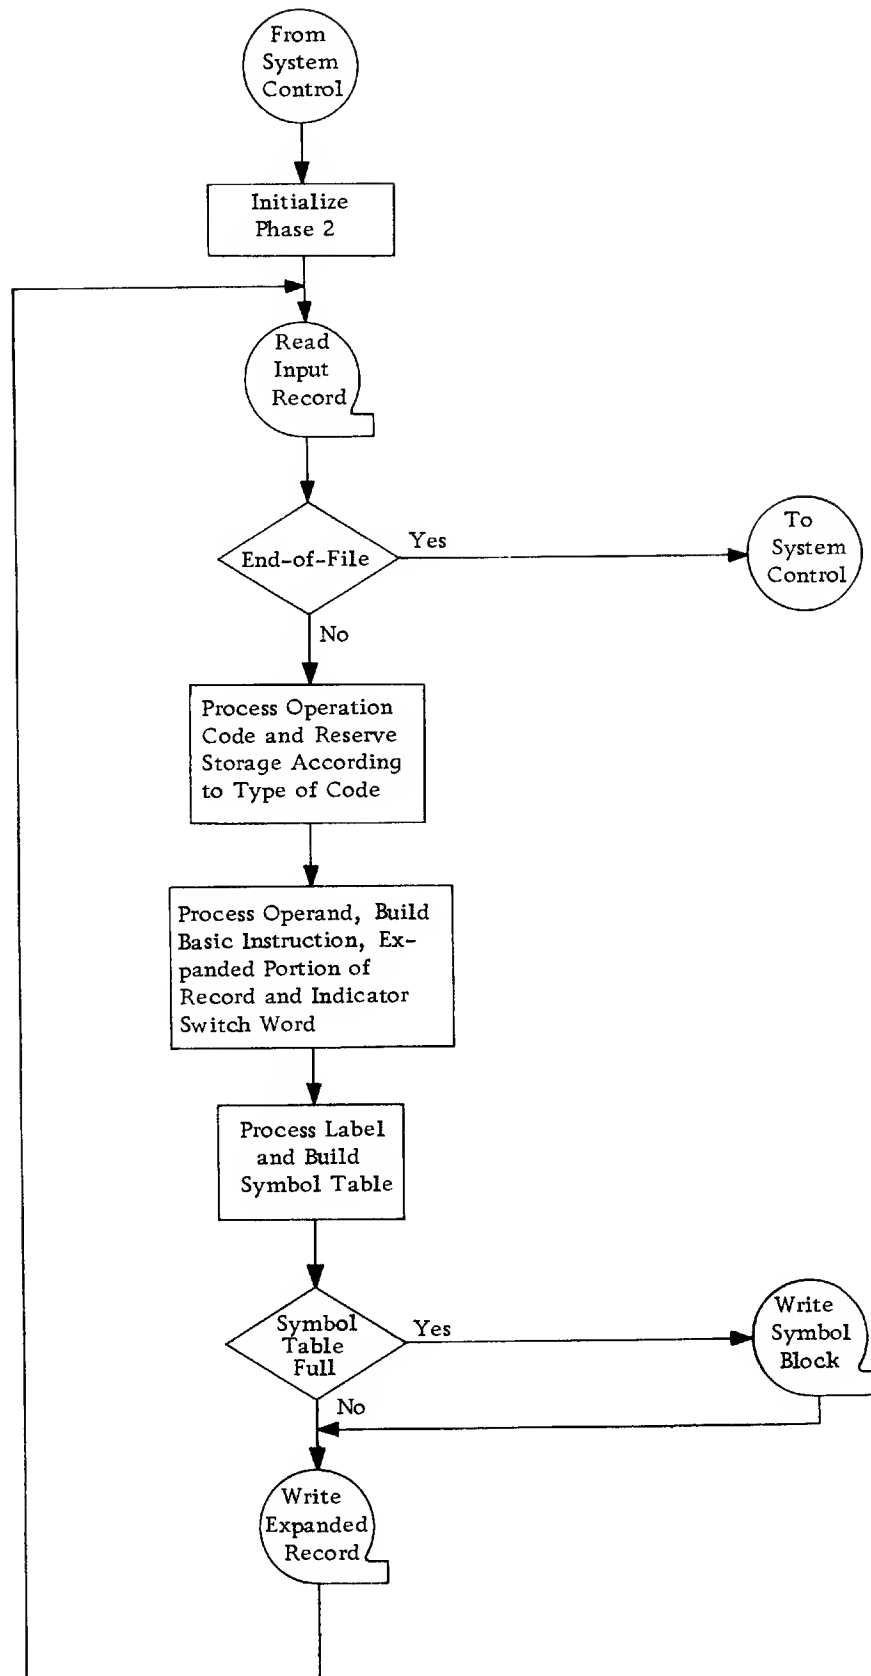 From
System
Control
Initialize
Phase 2
Read
Input
Record
End-of-File
Yes
To
System
Control
No
Process Operation
Code and Reserve
Storage According
to Type of Code
Process Operand, Build
Basic Instruction, Ex-
panded Portion of
Record and Indicator
Switch Word
Process Label
and Build
Symbol Table
Symbol
Table
Full
Yes
Write
Symbol
Block
No
Write
Expanded
Record